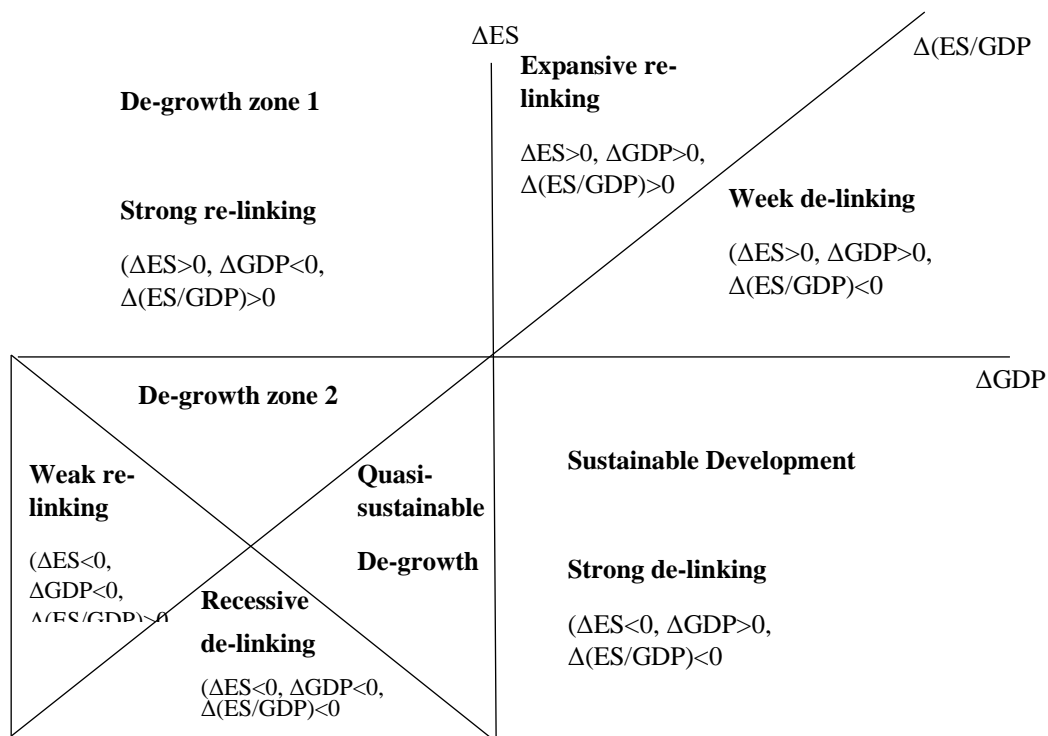 ΔES
Δ(ES/GDP
Expansive re-
linking
ΔES>0, ΔGDP>0,
Δ(ES/GDP)>0
De-growth zone 1
Strong re-linking
(ΔES>0, ΔGDP<0,
Δ(ES/GDP)>0
Week de-linking
(ΔES>0, ΔGDP>0,
Δ(ES/GDP)<0
ΔGDP
De-growth zone 2
Weak re-
linking
(ΔES<0,
ΔGDP<0,
Δ(ES/GDP)>0
Quasi-
sustainable
De-growth
Recessive
de-linking
(ΔES<0, ΔGDP<0,
Δ(ES/GDP)<0
Sustainable Development
Strong de-linking
(ΔES<0, ΔGDP>0,
Δ(ES/GDP)<0